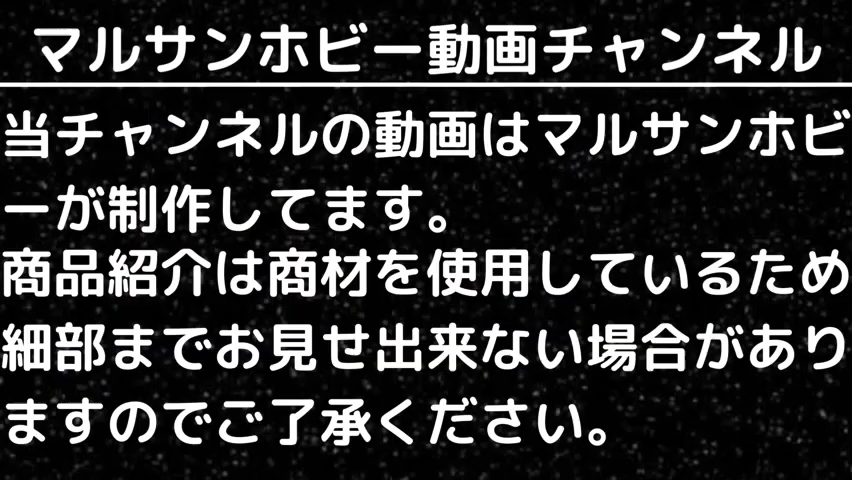 マルサンホビー動画チャンネル
当チャンネルの動画はマルサンホビ
ーが制作してます。
商品紹介は商材を使用しているため
細部までお見せ出来ない場合があり
ますのでご了承ください。